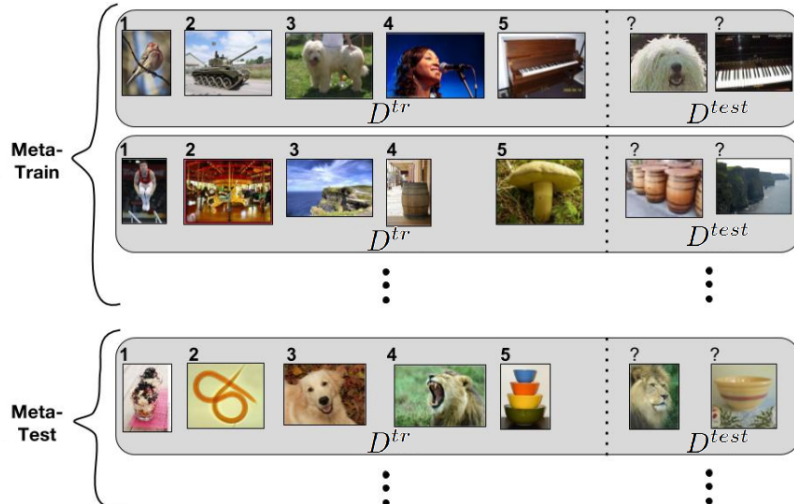 1 2 3 4 5 ? ?
D^{tr} D^{test}
Meta-
Train
1 2 3 4 5 ? ?
D^{tr} D^{test}
1 2 3 4 5 ? ?
Meta-
Test
D^{tr} D^{test}